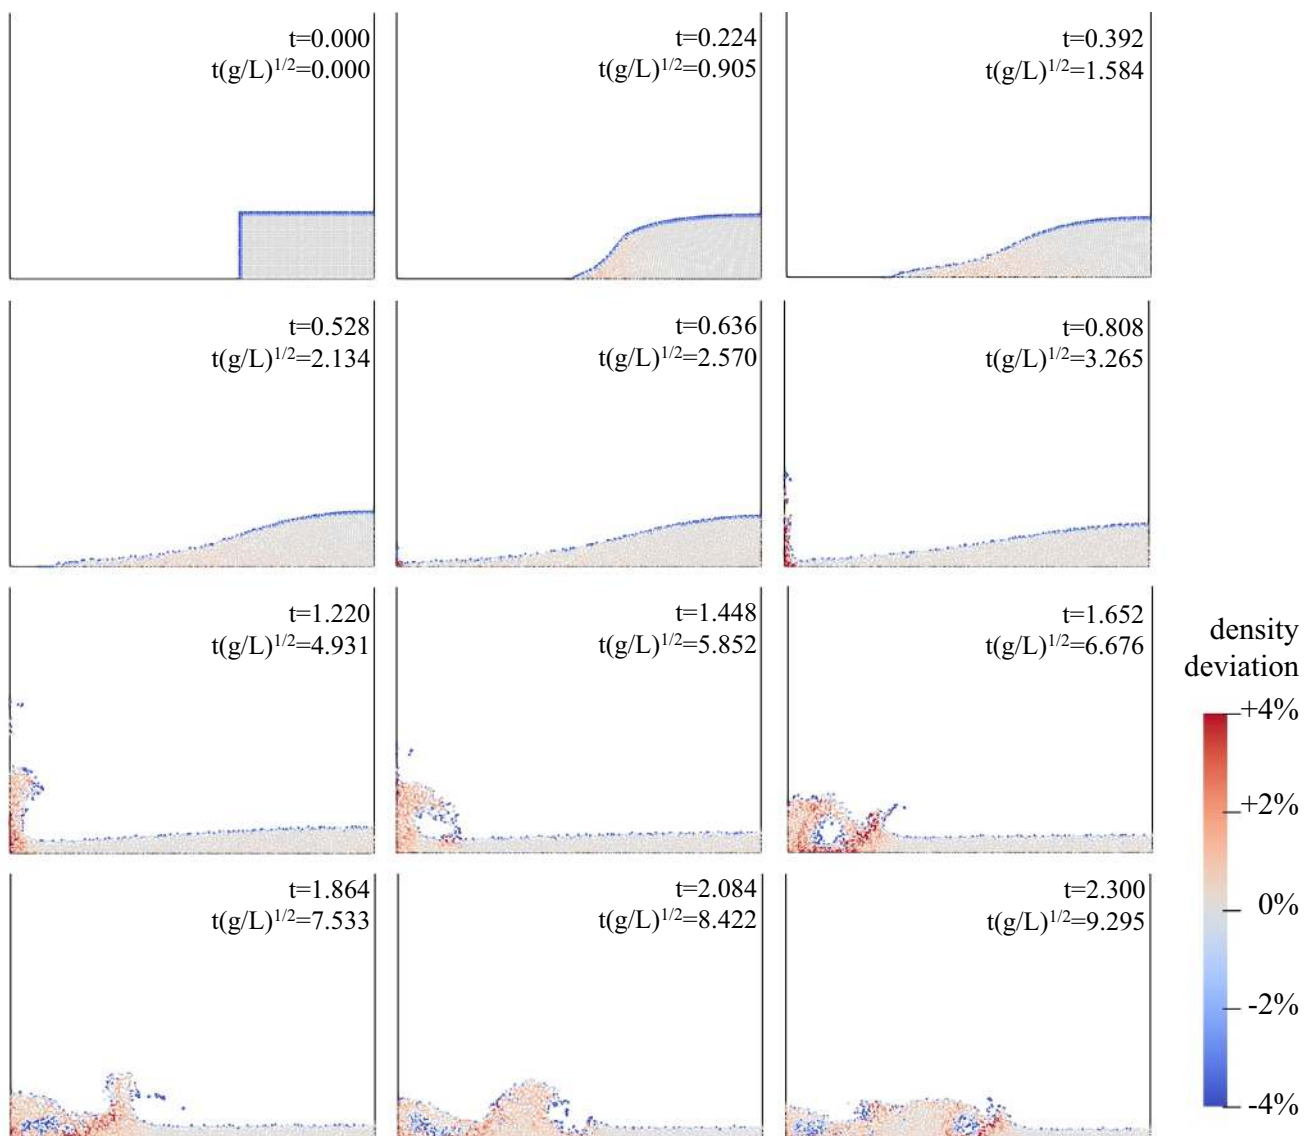 t=0.000
t(g/L)1/2=0.000
t=0.224
t(g/L)1/2=0.905
t=0.392
t(g/L)1/2=1.584
t=0.528
t(g/L)1/2=2.134
t=0.636
t(g/L)1/2=2.570
t=0.808
t(g/L)1/2=3.265
t=1.220
t(g/L)1/2=4.931
t=1.448
t(g/L)1/2=5.852
t=1.652
t(g/L)1/2=6.676
density
deviation
+4%
+2%
0%
-2%
-4%
t=1.864
t(g/L)1/2=7.533
t=2.084
t(g/L)1/2=8.422
t=2.300
t(g/L)1/2=9.295